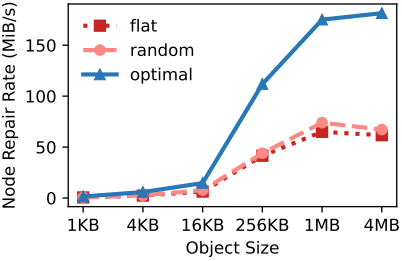 Node Repair Rate (MiB/s)
150
100
50
0
flat
random
optimal
1KB 4KB 16KB 256KB 1MB 4MB
Object Size